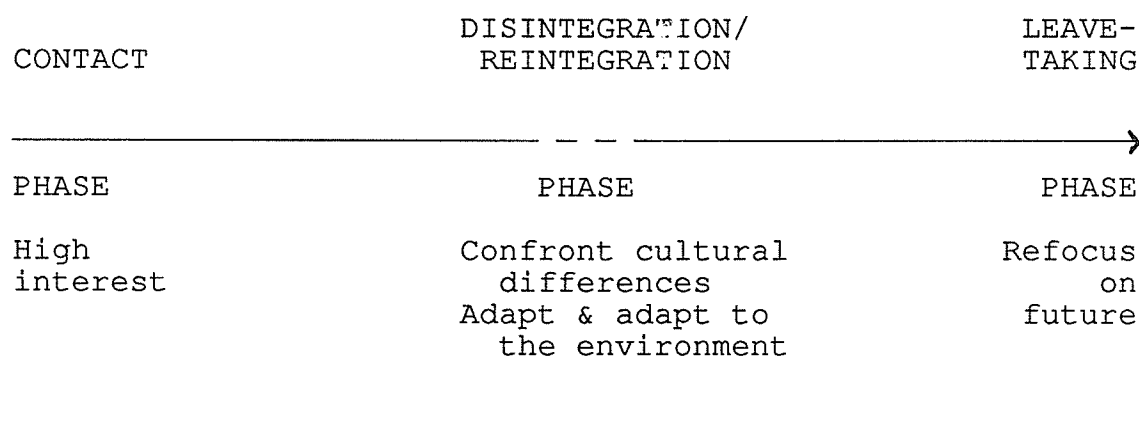 CONTACT
DISINTEGRATION/
REINTEGRATION
LEAVE-
TAKING
PHASE
PHASE
PHASE
High
interest
Confront cultural
differences
Adapt & adapt to
the environment
Refocus
on
future